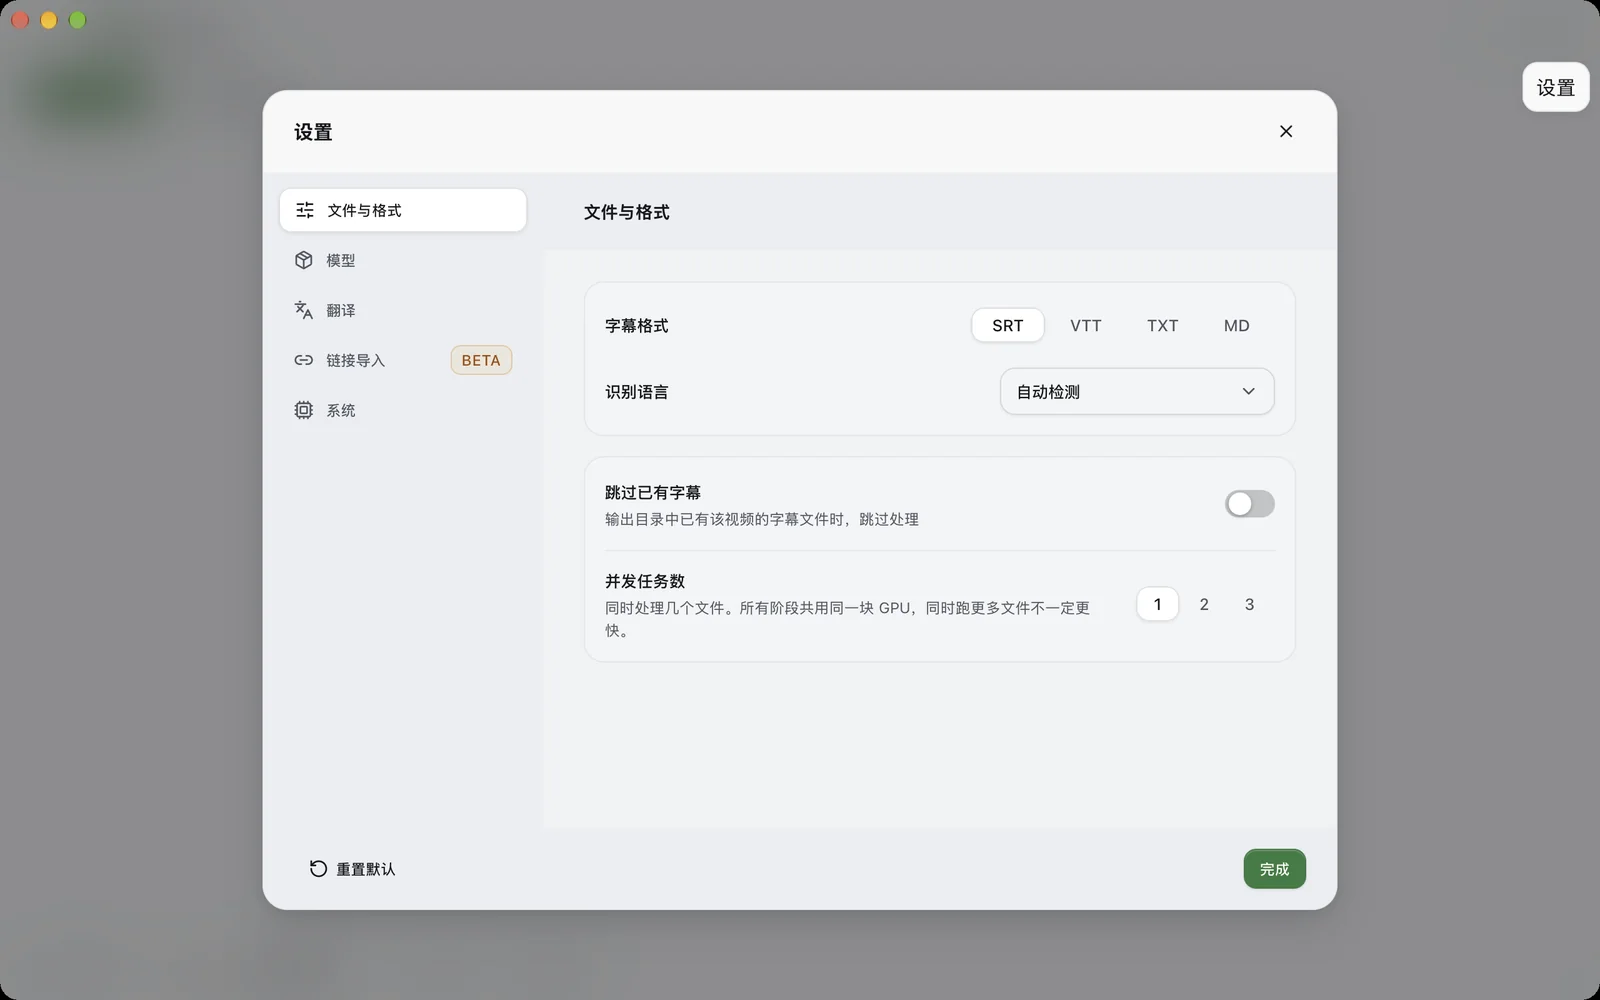 设置
设置
文件与格式
模型
翻译
链接导入
BETA
系统
文件与格式
字幕格式
SRT
VTT
TXT
MD
识别语言
自动检测
跳过已有字幕
输出目录中已有该视频的字幕文件时，跳过处理
并发任务数
同时处理几个文件。所有阶段共用同一块 GPU，同时跑更多文件不一定更
快。
1
2
3
重置默认
完成